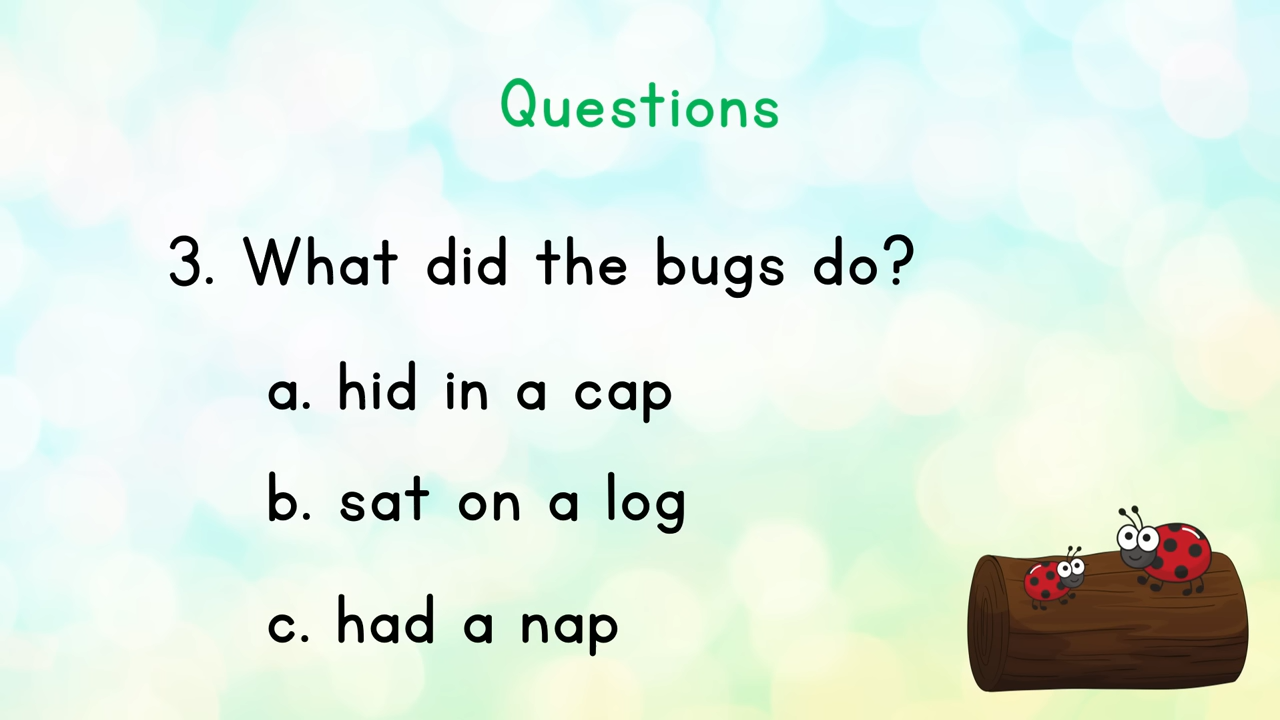 Questions
3. What did the bugs do?
a. hid in a cap
b. sat on a log
c. had a nap